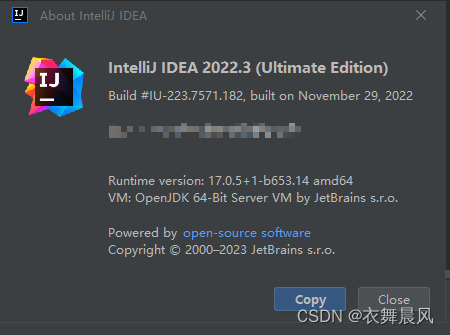 About IntelliJ IDEA
IJ
IntelliJ IDEA 2022.3 (Ultimate Edition)
Build #IU-223.7571.182, built on November 29, 2022
Runtime version: 17.0.5+1-b653.14 amd64
VM: OpenJDK 64-Bit Server VM by JetBrains s.r.o.
Powered by open-source software
Copyright © 2000–2023 JetBrains s.r.o.
Copy Close
CSDN @衣舞晨风